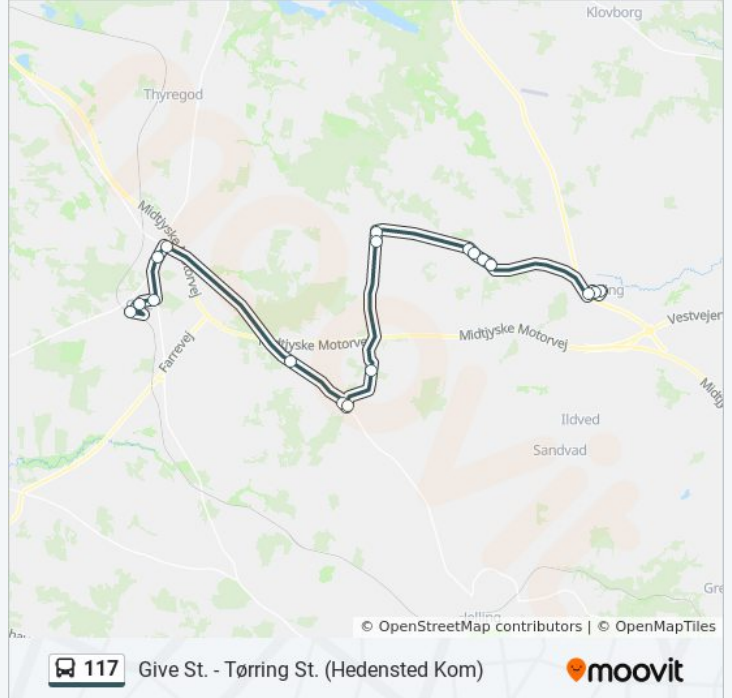 Klovborg
Thyregod
Midtjyske Motorvej
Vestvejen
Midtjyske Motorvej
Midtjyske Motorvej
Farrevej
Ildved
Sandvad
moovit
© OpenStreetMap contributors | © OpenMapTiles
117 Give St. - Tørring St. (Hedensted Kom) moovit